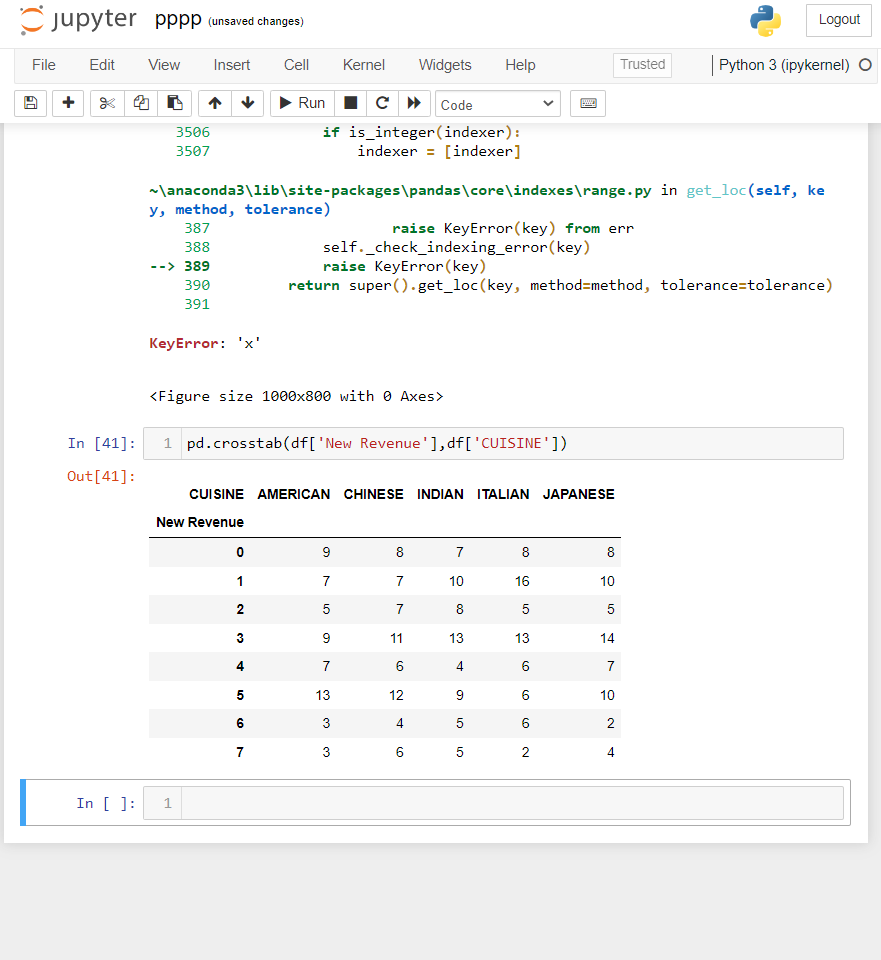 jupyter pppp (unsaved changes) Logout
File Edit View Insert Cell Kernel Widgets Help Trusted Python 3 (ipykernel)
Run Code
3506 if is_integer(indexer):
3507 indexer = [indexer]
~\anaconda3\lib\site-packages\pandas\core\indexes\range.py in get_loc(self, ke
y, method, tolerance)
387 raise KeyError(key) from err
388 self._check_indexing_error(key)
--> 389 raise KeyError(key)
390 return super().get_loc(key, method=method, tolerance=tolerance)
391
KeyError: 'x'
<Figure size 1000x800 with 0 Axes>
In [41]: 1 pd.crosstab(df['New Revenue'],df['CUISINE'])
Out[41]:
CUISINE AMERICAN CHINESE INDIAN ITALIAN JAPANESE
New Revenue
0 9 8 7 8 8
1 7 7 10 16 10
2 5 7 8 5 5
3 9 11 13 13 14
4 7 6 4 6 7
5 13 12 9 6 10
6 3 4 5 6 2
7 3 6 5 2 4
In [ ]: 1